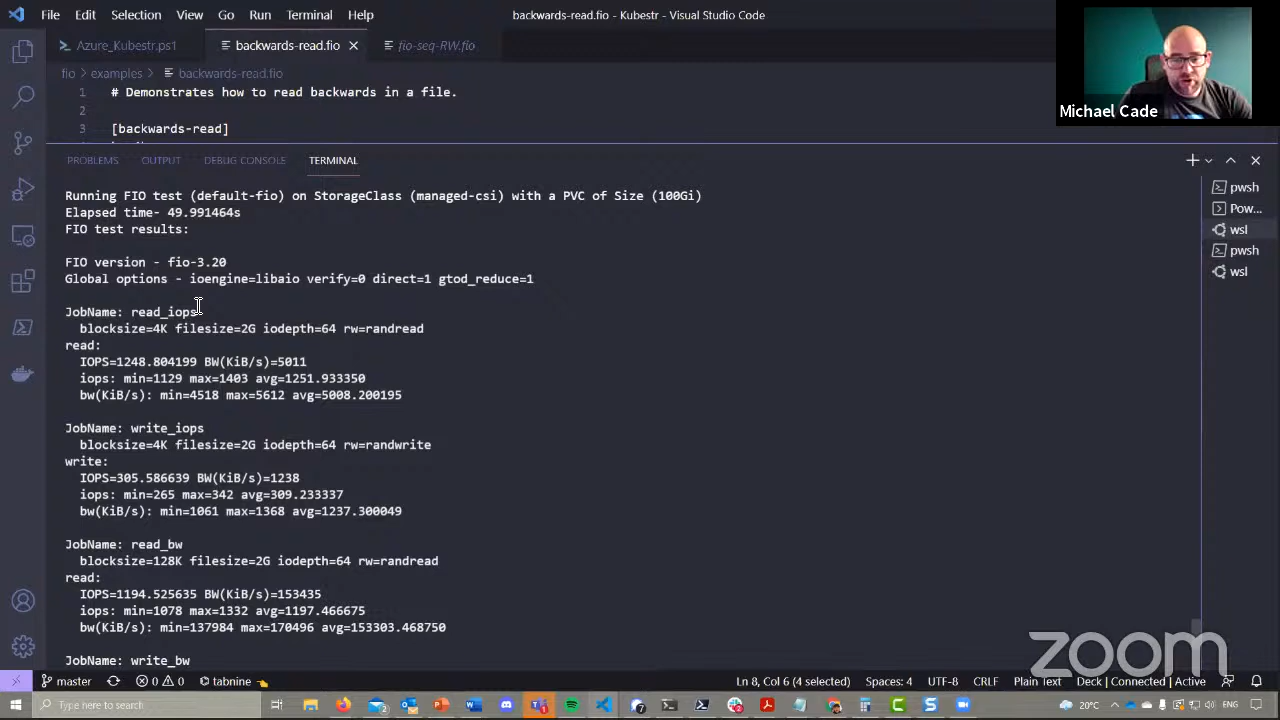 File Edit Selection View Go Run Terminal Help backwards-read.fio - Kubestr - Visual Studio Code
Azure_Kubestr.ps1 backwards-read.fio fio-seq-RW.fio
fio > examples > backwards-read.fio
1 # Demonstrates how to read backwards in a file.
2
3 [backwards-read]
Michael Cade
PROBLEMS OUTPUT DEBUG CONSOLE TERMINAL
Running FIO test (default-fio) on StorageClass (managed-csi) with a PVC of Size (100Gi)
Elapsed time- 49.991464s
FIO test results:
FIO version - fio-3.20
Global options - ioengine=libaio verify=0 direct=1 gtod_reduce=1
JobName: read_iops
blocksize=4K filesize=2G iodepth=64 rw=randread
read:
IOPS=1248.804199 BW(KiB/s)=5011
iops: min=1129 max=1403 avg=1251.933350
bw(KiB/s): min=4518 max=5612 avg=5008.200195
JobName: write_iops
blocksize=4K filesize=2G iodepth=64 rw=randwrite
write:
IOPS=305.586639 BW(KiB/s)=1238
iops: min=265 max=342 avg=309.233337
bw(KiB/s): min=1061 max=1368 avg=1237.300049
JobName: read_bw
blocksize=128K filesize=2G iodepth=64 rw=randread
read:
IOPS=1194.525635 BW(KiB/s)=153435
iops: min=1078 max=1332 avg=1197.466675
bw(KiB/s): min=137984 max=170496 avg=153303.468750
JobName: write_bw
pwsh
Pow...
wsl
pwsh
wsl
zoom
master 0 0 tabnine Ln 8, Col 6 (4 selected) Spaces: 4 UTF-8 CRLF Plain Text Deck | Connected | Active
Type here to search 20°C ENG